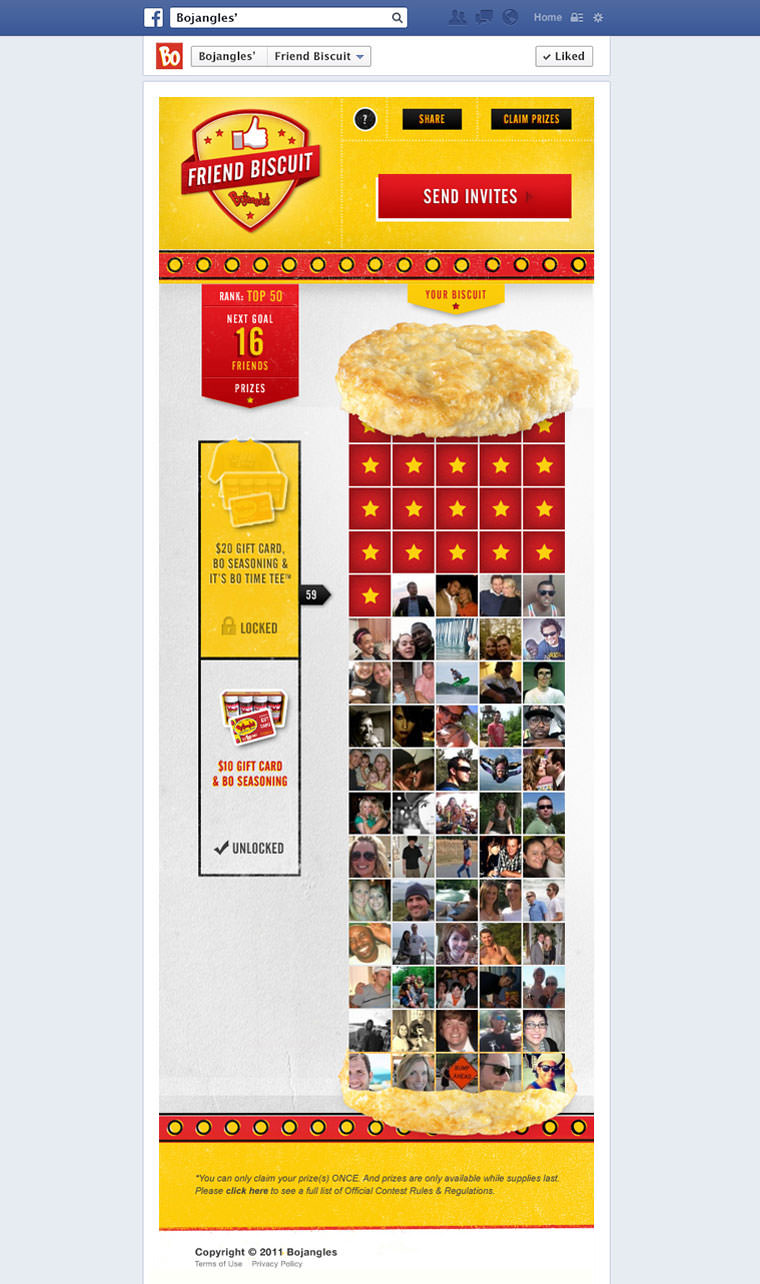 Bojangles'
Home
Bo
Bojangles'
Friend Biscuit
Liked
FRIEND BISCUIT
Bojangles'
?
SHARE
CLAIM PRIZES
SEND INVITES
RANK: TOP 50
NEXT GOAL
16
FRIENDS
PRIZES
YOUR BISCUIT
$20 GIFT CARD,
BO SEASONING &
IT'S BO TIME TEE™
LOCKED
59
$10 GIFT CARD
& BO SEASONING
UNLOCKED
BUMP
AHEAD
*You can only claim your prize(s) ONCE. And prizes are only available while supplies last.
Please click here to see a full list of Official Contest Rules & Regulations.
Copyright © 2011 Bojangles
Terms of Use Privacy Policy